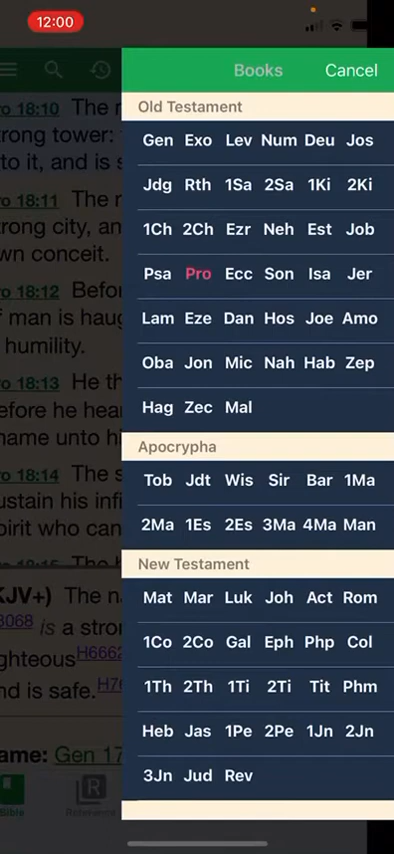 12:00
Books Cancel
Old Testament
Gen Exo Lev Num Deu Jos
Jdg Rth 1Sa 2Sa 1Ki 2Ki
1Ch 2Ch Ezr Neh Est Job
Psa Pro Ecc Son Isa Jer
Lam Eze Dan Hos Joe Amo
Oba Jon Mic Nah Hab Zep
Hag Zec Mal
Apocrypha
Tob Jdt Wis Sir Bar 1Ma
2Ma 1Es 2Es 3Ma 4Ma Man
New Testament
Mat Mar Luk Joh Act Rom
1Co 2Co Gal Eph Php Col
1Th 2Th 1Ti 2Ti Tit Phm
Heb Jas 1Pe 2Pe 1Jn 2Jn
3Jn Jud Rev
ro 18:10 The
trong tower:
to it, and is s
ro 18:11 The r
trong city, an
wn conceit.
ro 18:12 Befor
f man is haug
humility.
ro 18:13 He th
efore he hear
hame unto hi
ro 18:14 The s
ustain his infi
pirit who can
KJV+) The na
3068 is a stron
ghteous H6662
nd is safe. H76
ame: Gen 17
Bible Reference